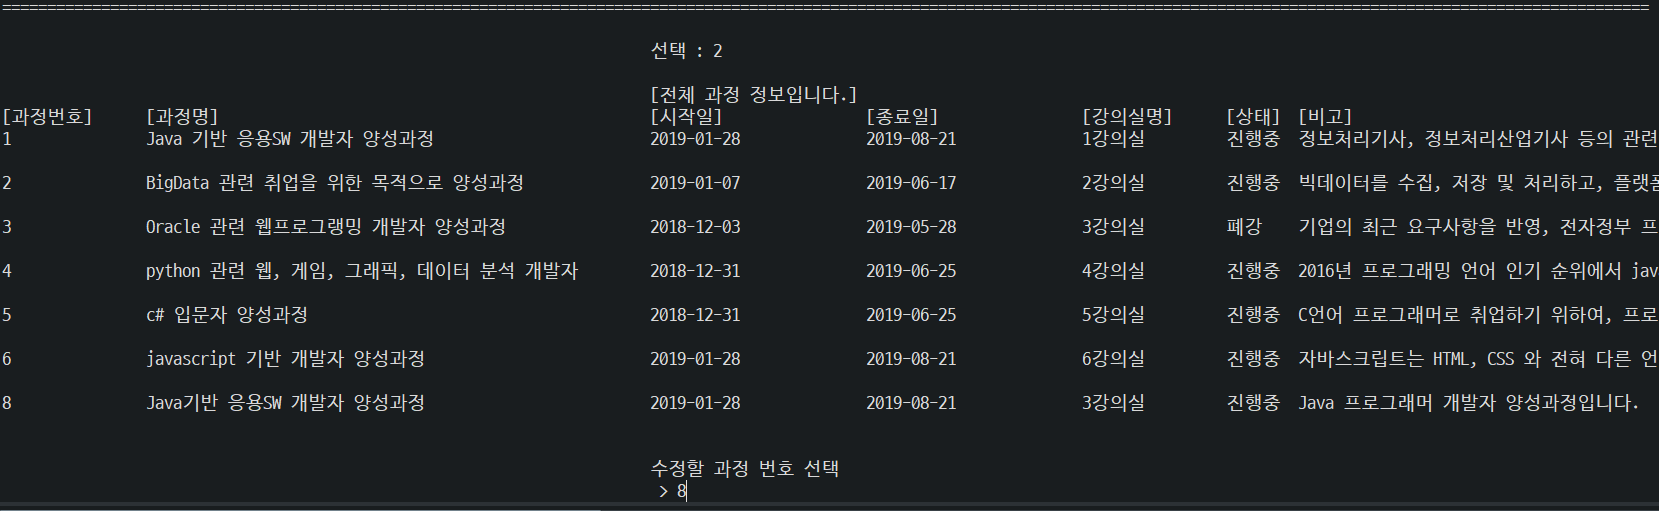 ================================================================================
선택 : 2
[전체 과정 정보입니다.]
[과정번호] [과정명] [시작일] [종료일] [강의실명] [상태] [비고]
1 Java 기반 응용SW 개발자 양성과정 2019-01-28 2019-08-21 1강의실 진행중 정보처리기사, 정보처리산업기사 등의 관련
2 BigData 관련 취업을 위한 목적으로 양성과정 2019-01-07 2019-06-17 2강의실 진행중 빅데이터를 수집, 저장 및 처리하고, 플랫폼
3 Oracle 관련 웹프로그랭밍 개발자 양성과정 2018-12-03 2019-05-28 3강의실 폐강 기업의 최근 요구사항을 반영, 전자정부 프
4 python 관련 웹, 게임, 그래픽, 데이터 분석 개발자 2018-12-31 2019-06-25 4강의실 진행중 2016년 프로그래밍 언어 인기 순위에서 jav
5 c# 입문자 양성과정 2018-12-31 2019-06-25 5강의실 진행중 C언어 프로그래머로 취업하기 위하여, 프로
6 javascript 기반 개발자 양성과정 2019-01-28 2019-08-21 6강의실 진행중 자바스크립트는 HTML, CSS 와 전혀 다른 언
8 Java기반 응용SW 개발자 양성과정 2019-01-28 2019-08-21 3강의실 진행중 Java 프로그래머 개발자 양성과정입니다.
수정할 과정 번호 선택
> 8